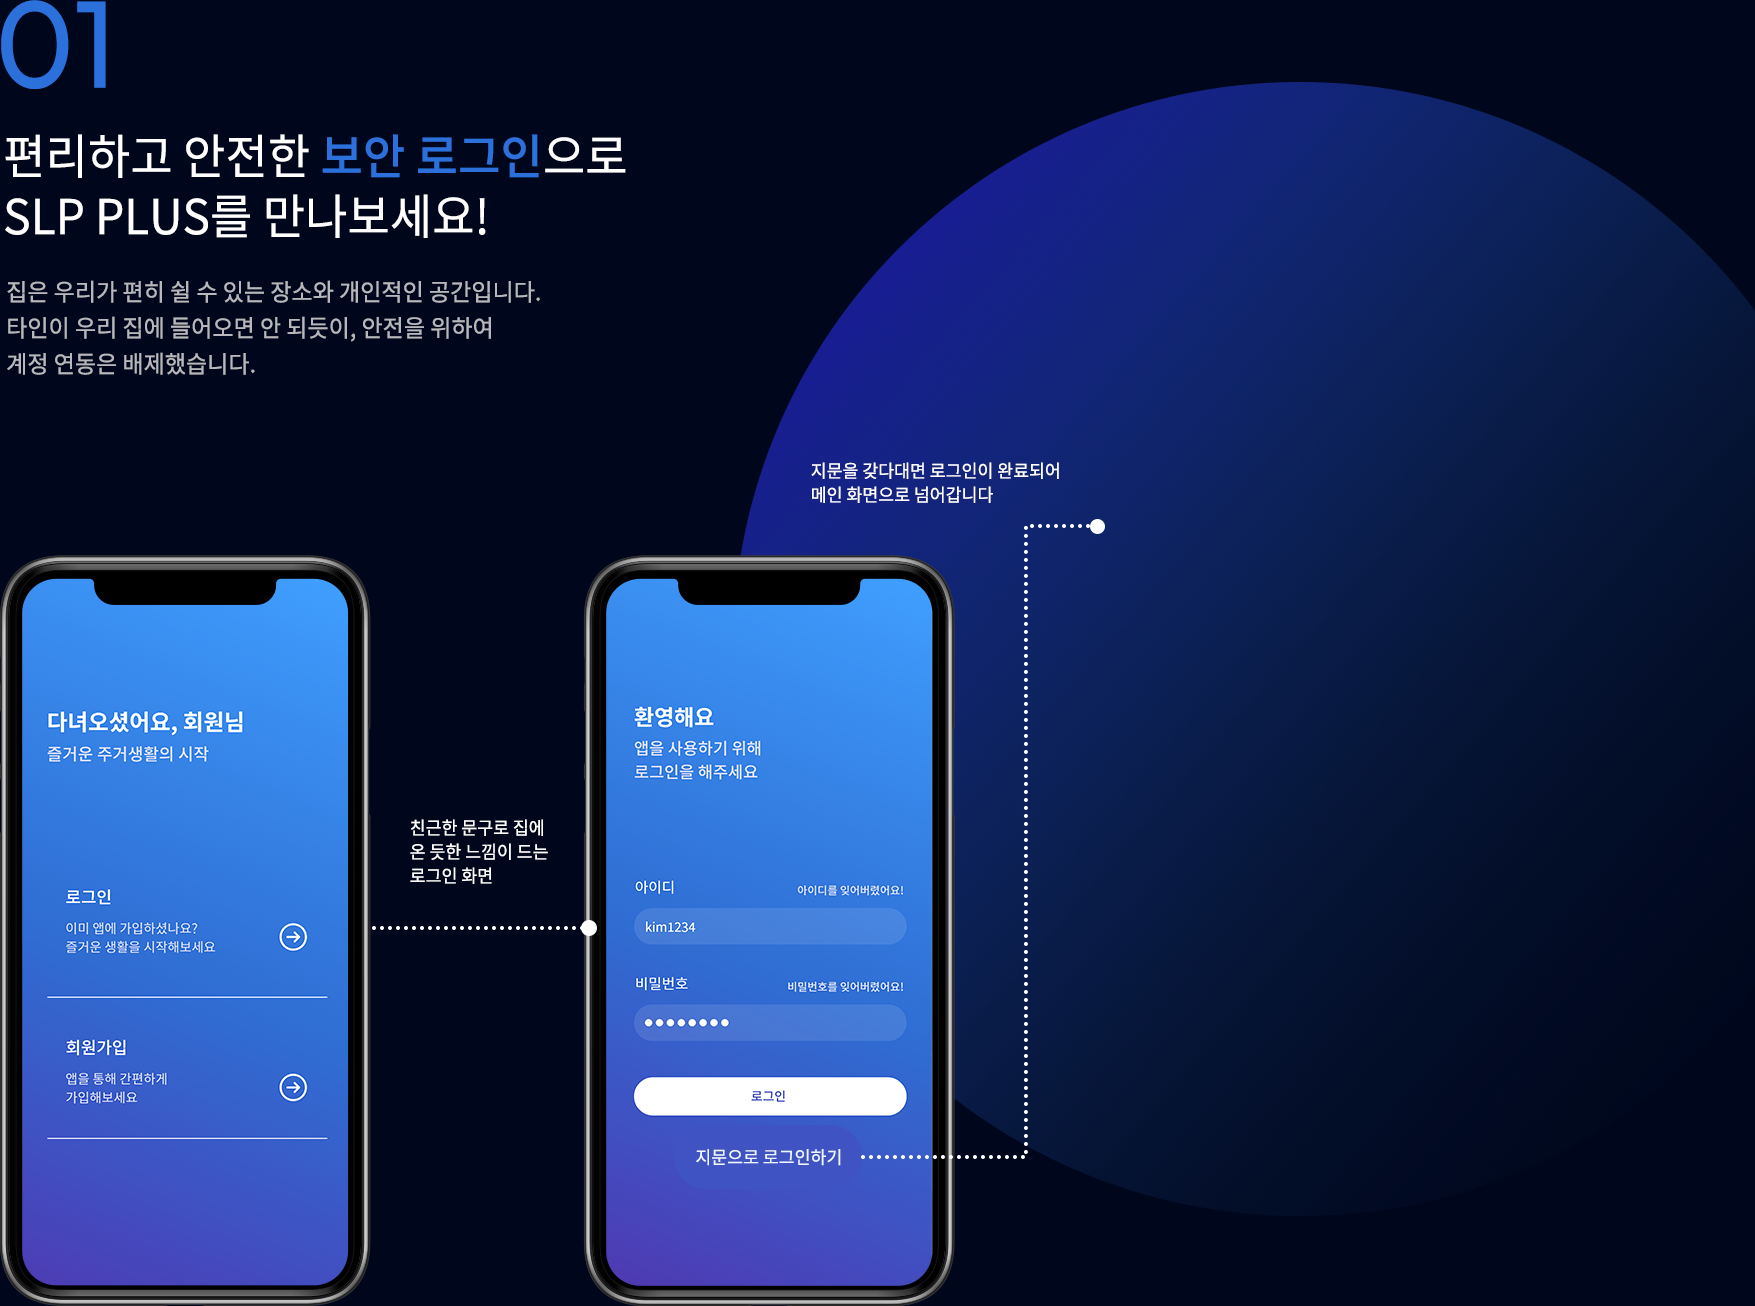 01
편리하고 안전한 보안 로그인으로
SLP PLUS를 만나보세요!
집은 우리가 편히 쉴 수 있는 장소와 개인적인 공간입니다.
타인이 우리 집에 들어오면 안 되듯이, 안전을 위하여
계정 연동은 배제했습니다.
지문을 갖다대면 로그인이 완료되어
메인 화면으로 넘어갑니다
다녀오셨어요, 회원님
즐거운 주거생활의 시작
로그인
이미 앱에 가입하셨나요?
즐거운 생활을 시작해보세요
회원가입
앱을 통해 간편하게
가입해보세요
친근한 문구로 집에
온 듯한 느낌이 드는
로그인 화면
환영해요
앱을 사용하기 위해
로그인을 해주세요
아이디
아이디를 잊어버렸어요!
kim1234
비밀번호
비밀번호를 잊어버렸어요!
로그인
지문으로 로그인하기